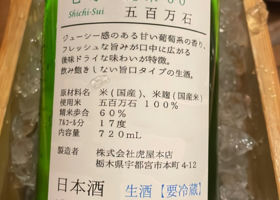 60
Shichi-Sui
五百万石
ジューシー感のある甘い葡萄系の香り。
フレッシュな旨みが口中に広がる
後味ドライな味わいが特徴。
飲み飽きしない旨口タイプの生酒。
原材料名 米(国産)、米麹(国産米)
使用米 五百万石 100%
精米歩合 60%
アルコール分 17度
内容量 720mL
製造者 株式会社虎屋本店
栃木県宇都宮市本町4-12
日本酒 生酒【要冷蔵】